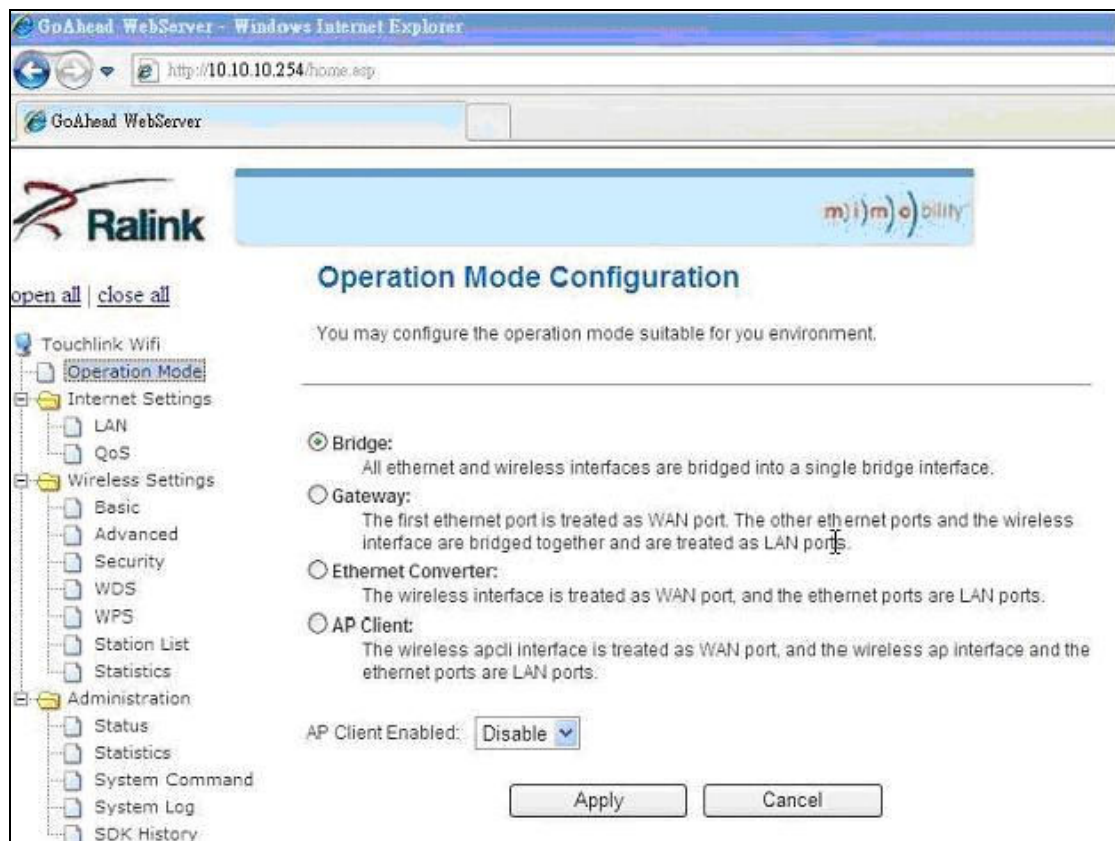 GoAhead WebServer - Windows Internet Explorer
http://10.10.10.254/home.asp
GoAhead WebServer
Ralink
m)i)m)o)bility
open all | close all
Touchlink Wifi
Operation Mode
Internet Settings
LAN
QoS
Wireless Settings
Basic
Advanced
Security
WDS
WPS
Station List
Statistics
Administration
Status
Statistics
System Command
System Log
SDK History
Operation Mode Configuration
You may configure the operation mode suitable for you environment.
Bridge:
All ethernet and wireless interfaces are bridged into a single bridge interface.
Gateway:
The first ethernet port is treated as WAN port. The other ethernet ports and the wireless
interface are bridged together and are treated as LAN ports.
Ethernet Converter:
The wireless interface is treated as WAN port, and the ethernet ports are LAN ports.
AP Client:
The wireless apcli interface is treated as WAN port, and the wireless ap interface and the
ethernet ports are LAN ports.
AP Client Enabled: Disable
Apply Cancel